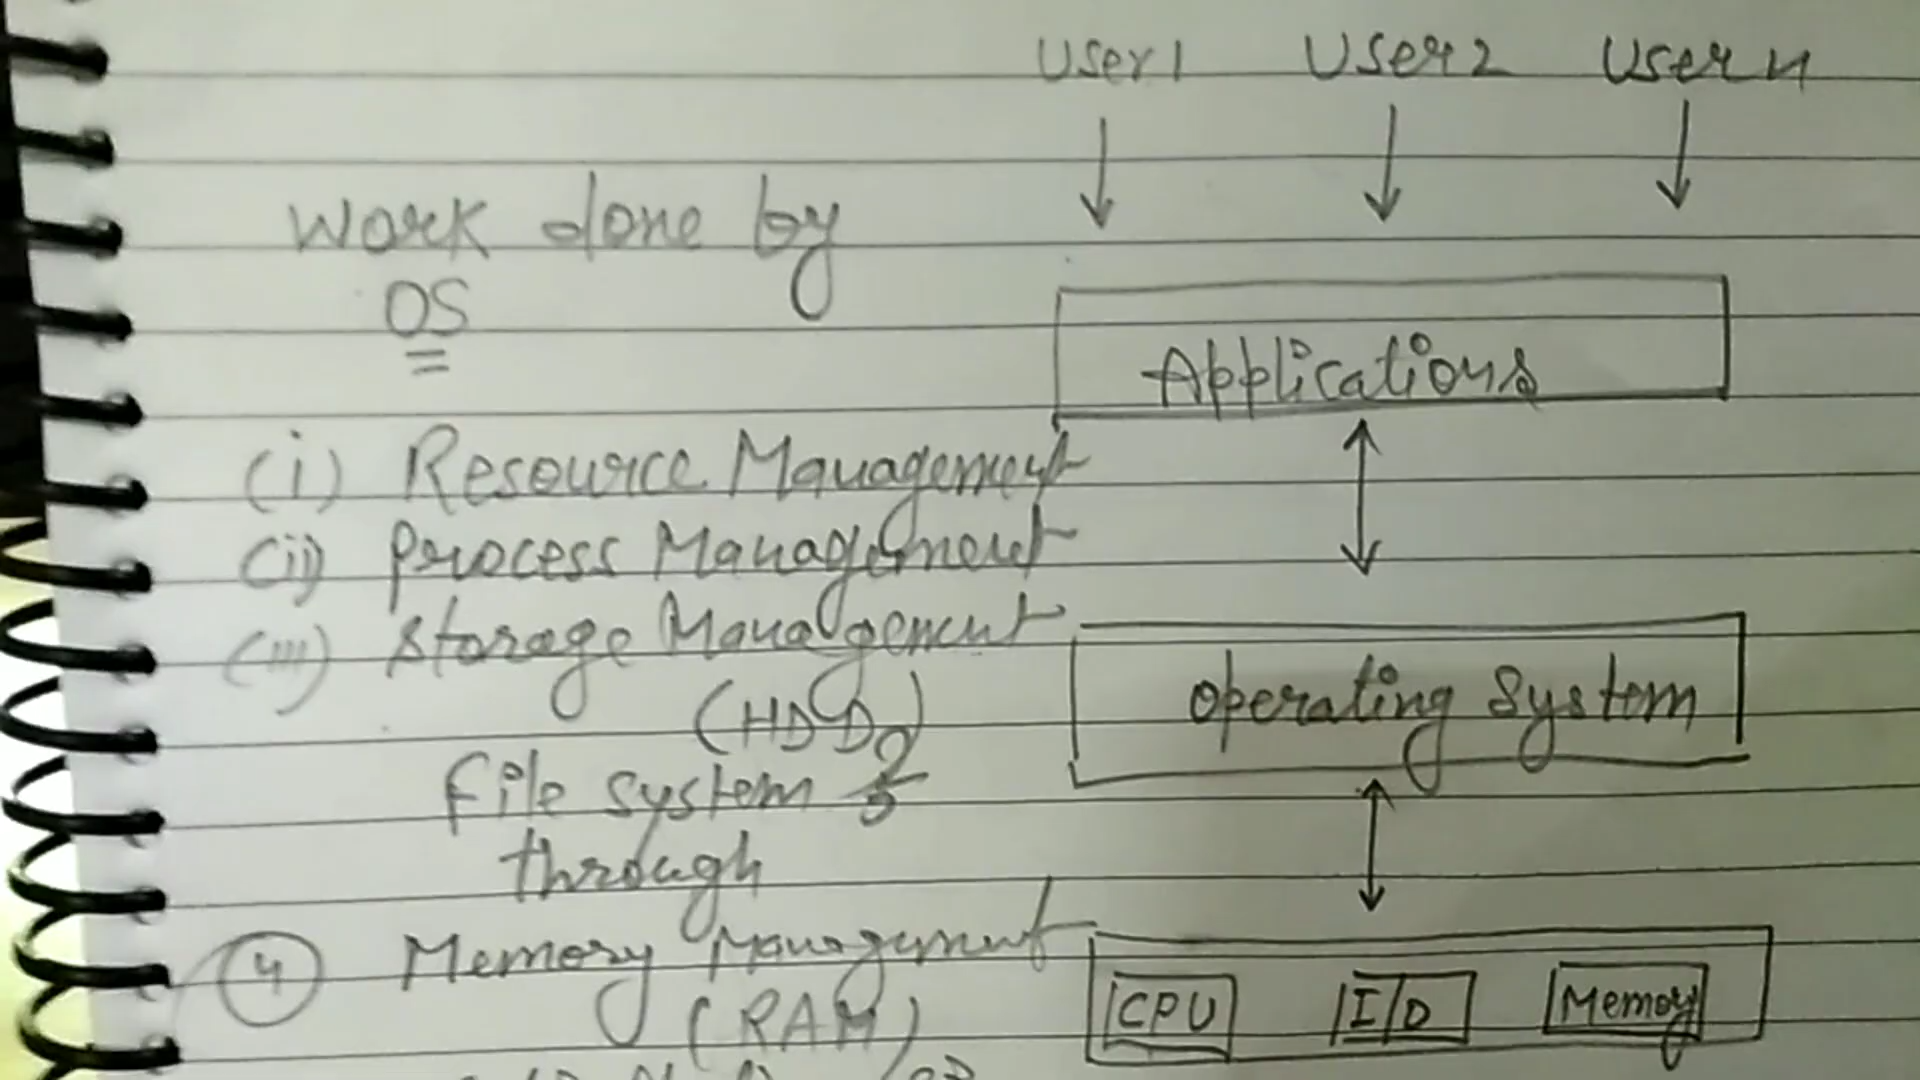 User 1 User 2 User n
Work done by
OS
Applications
(i) Resource Management
(ii) Process Management
(iii) Storage Management
(HDD)
Operating System
File system
through
(4) Memory Management
(RAM)
CPU I/O Memory